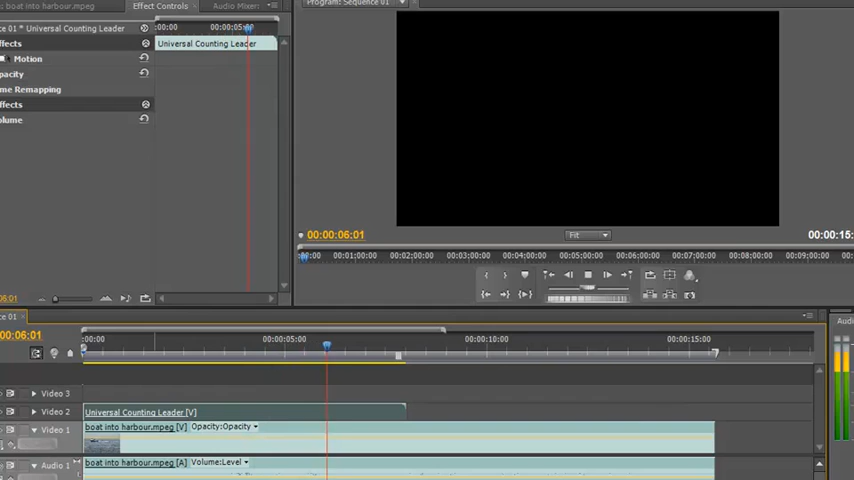 boat into harbour.mpeg Effect Controls Audio Mixer:
Program: Sequence 01
ce 01 * Universal Counting Leader
:00:00 00:00:05:00
ffects Universal Counting Leader
Motion
pacity
me Remapping
ffects
olume
00:00:06:01 Fit 00:00:15:
00:01:00:00 00:02:00:00 00:03:00:00 00:04:00:00 00:05:00:00 00:06:00:00 00:07:00:00 00:08:00:00 00:09:00:00 00:
6:01
ce 01 Audi
00:00:06:01 :00:00 00:00:05:00 00:00:10:00 00:00:15:00
Video 3
Video 2 Universal Counting Leader [V]
Video 1 boat into harbour.mpeg [V] Opacity:Opacity
Audio 1 boat into harbour.mpeg [A] Volume:Level